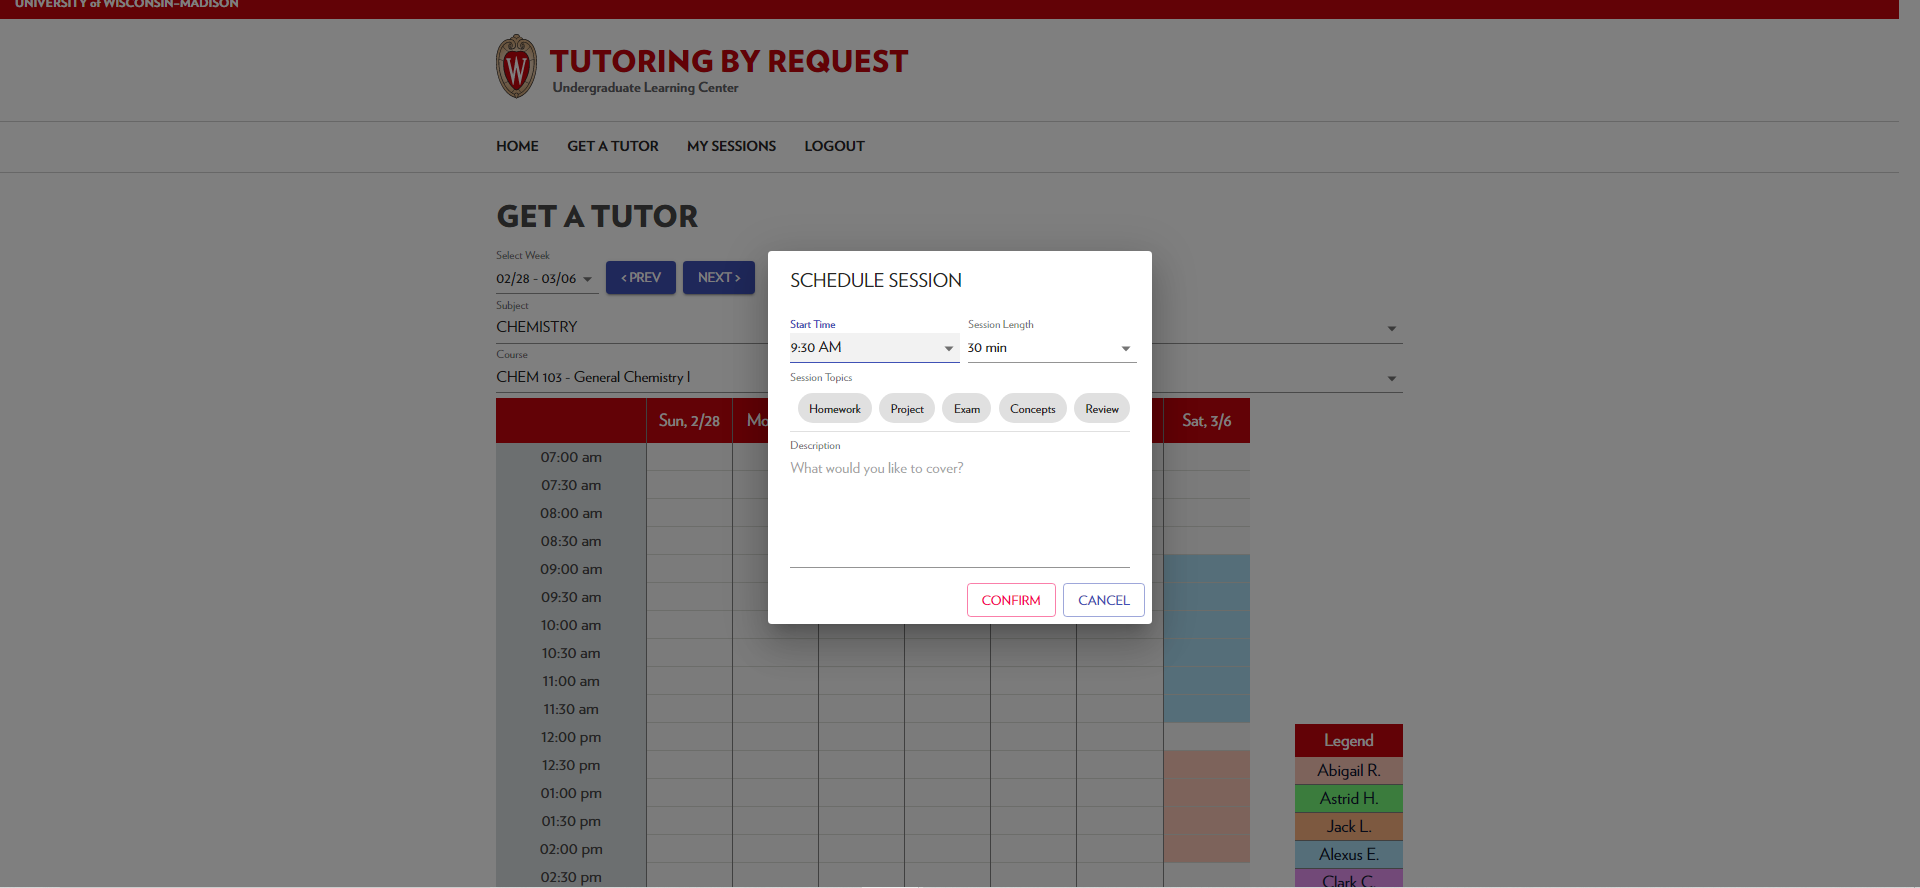 UNIVERSITY of WISCONSIN–MADISON
TUTORING BY REQUEST
Undergraduate Learning Center
HOME GET A TUTOR MY SESSIONS LOGOUT
GET A TUTOR
Select Week
02/28 - 03/06 < PREV NEXT >
Subject
CHEMISTRY
Course
CHEM 103 - General Chemistry I
SCHEDULE SESSION
Start Time Session Length
9:30 AM 30 min
Session Topics
Homework Project Exam Concepts Review
Description
What would you like to cover?
CONFIRM CANCEL
Sun, 2/28 Mo Sat, 3/6
07:00 am
07:30 am
08:00 am
08:30 am
09:00 am
09:30 am
10:00 am
10:30 am
11:00 am
11:30 am
12:00 pm
12:30 pm
01:00 pm
01:30 pm
02:00 pm
02:30 pm
Legend
Abigail R.
Astrid H.
Jack L.
Alexus E.
Clark C.